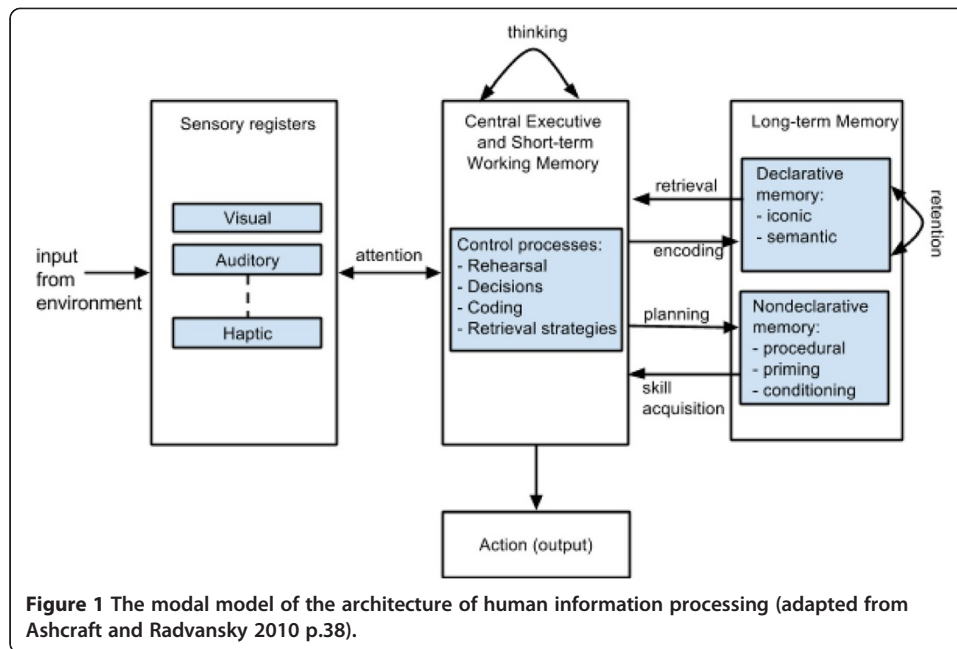 thinking
Sensory registers
Visual
Auditory
Haptic
input
from
environment
attention
Central Executive
and Short-term
Working Memory
Control processes:
- Rehearsal
- Decisions
- Coding
- Retrieval strategies
retrieval
encoding
planning
skill
acquisition
Long-term Memory
Declarative
memory:
- iconic
- semantic
retention
Nondeclarative
memory:
- procedural
- priming
- conditioning
Action (output)
Figure 1 The modal model of the architecture of human information processing (adapted from
Ashcraft and Radvansky 2010 p.38).